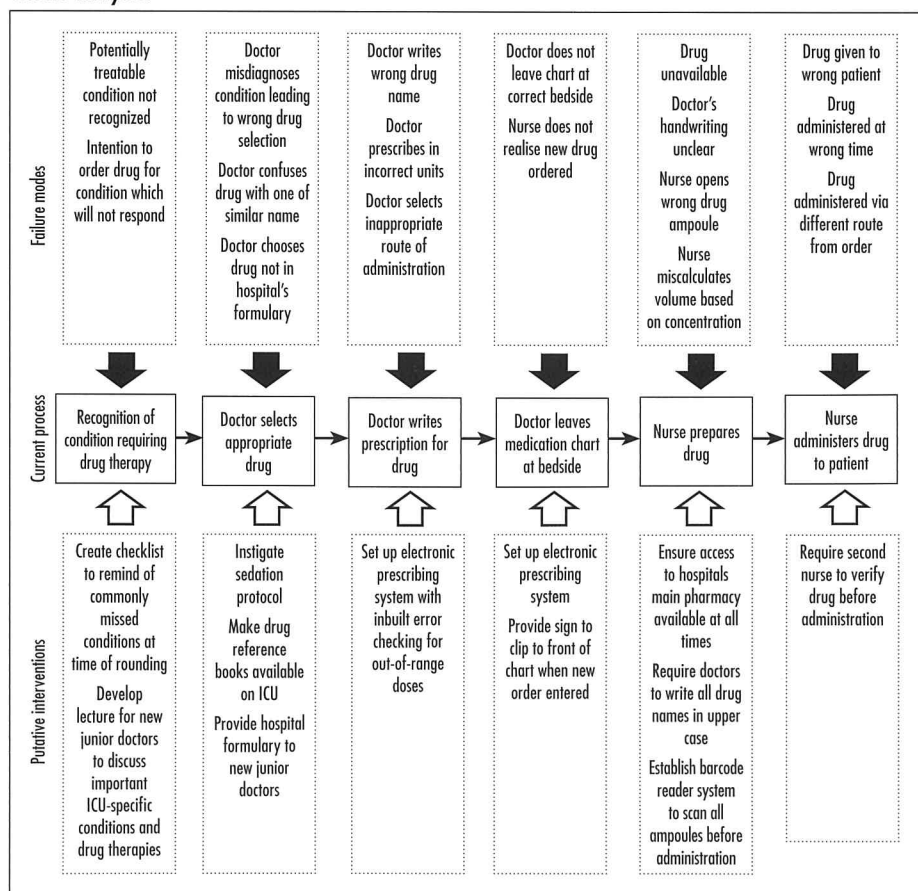 Failure modes
Potentially
treatable
condition not
recognized
Intention to
order drug for
condition which
will not respond
Doctor
misdiagnoses
condition leading
to wrong drug
selection
Doctor confuses
drug with one of
similar name
Doctor chooses
drug not in
hospital's
formulary
Doctor writes
wrong drug
name
Doctor
prescribes in
incorrect units
Doctor selects
inappropriate
route of
administration
Doctor does not
leave chart at
correct bedside
Nurse does not
realise new drug
ordered
Drug
unavailable
Doctor's
handwriting
unclear
Nurse opens
wrong drug
ampoule
Nurse
miscalculates
volume based
on concentration
Drug given to
wrong patient
Drug
administered at
wrong time
Drug
administered via
different route
from order
Current process
Recognition of
condition requiring
drug therapy
Doctor selects
appropriate
drug
Doctor writes
prescription for
drug
Doctor leaves
medication chart
at bedside
Nurse prepares
drug
Nurse
administers drug
to patient
Putative interventions
Create checklist
to remind of
commonly
missed conditions
at time of
rounding
Develop
lecture for new
junior doctors
to discuss
important
ICU-specific
conditions and
drug therapies
Instigate
sedation
protocol
Make drug
reference
books available
on ICU
Provide hospital
formulary to
new junior
doctors
Set up electronic
prescribing
system with
inbuilt error
checking for
out-of-range
doses
Set up electronic
prescribing
system
Provide sign to
clip to front of
chart when new
order entered
Ensure access
to hospitals
main pharmacy
available at all
times
Require doctors
to write all drug
names in upper
case
Establish barcode
reader system
to scan all
ampoules before
administration
Require second
nurse to verify
drug before
administration